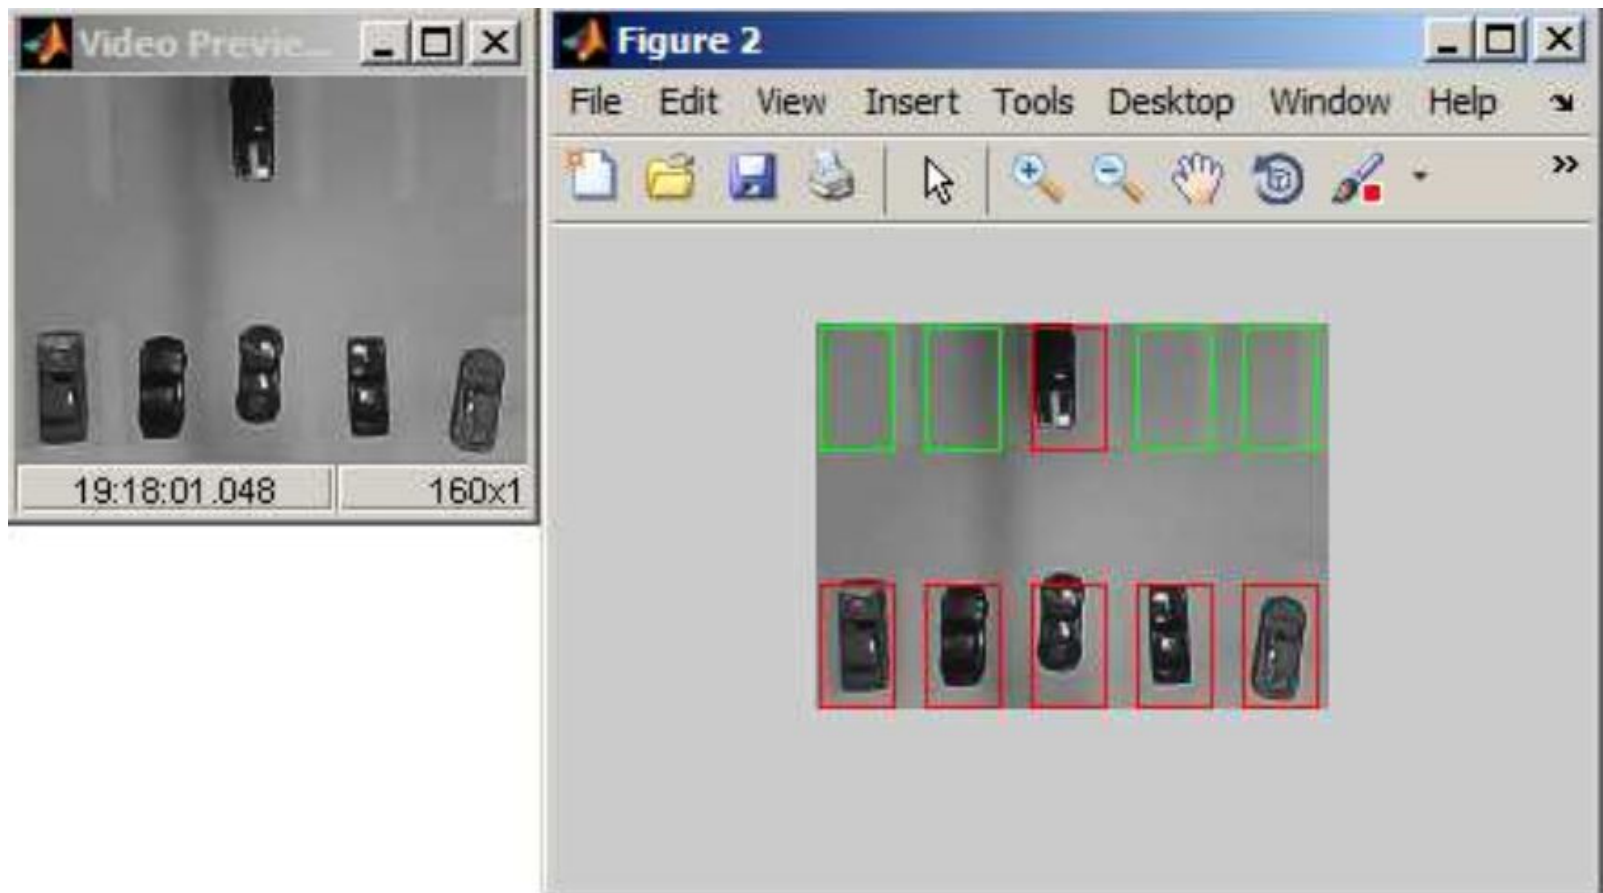 Video Previe...
19:18:01.048
160x1
Figure 2
File Edit View Insert Tools Desktop Window Help